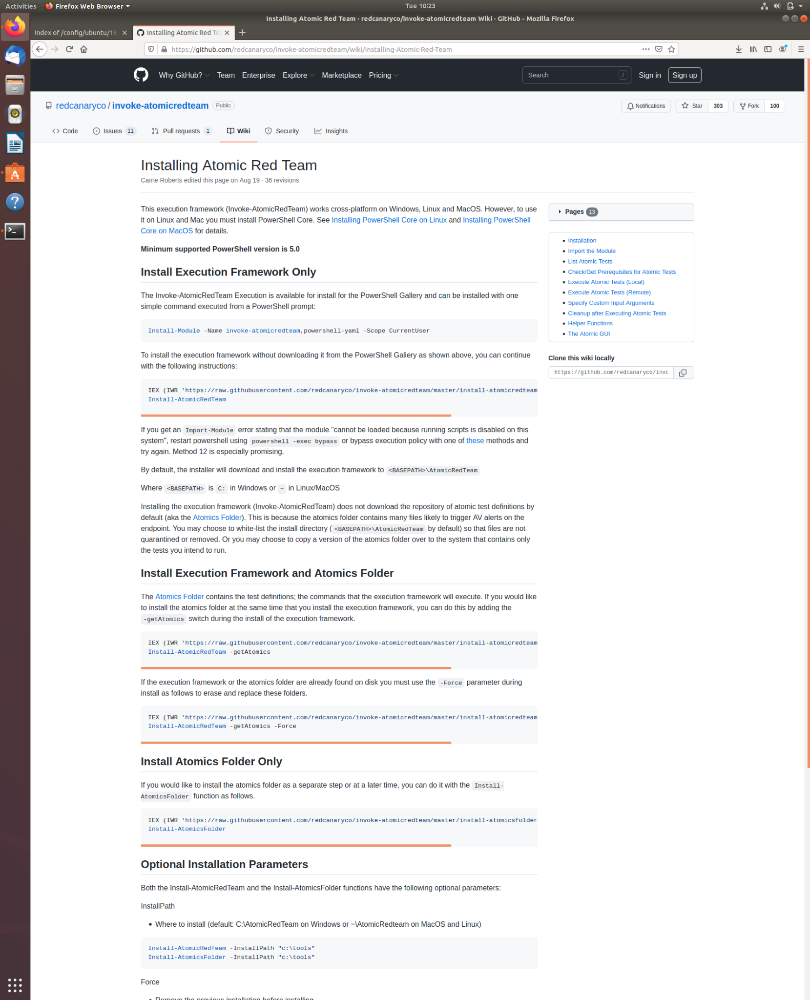 Activities Firefox Web Browser Tue 10:23
Installing Atomic Red Team · redcanaryco/invoke-atomicredteam Wiki · GitHub - Mozilla Firefox
Index of /config/ubuntu/18. Installing Atomic Red Te
https://github.com/redcanaryco/invoke-atomicredteam/wiki/Installing-Atomic-Red-Team
Why GitHub? Team Enterprise Explore Marketplace Pricing Search / Sign in Sign up
redcanaryco / invoke-atomicredteam Public Notifications Star 303 Fork 100
Code Issues 11 Pull requests 1 Wiki Security Insights
Installing Atomic Red Team
Carrie Roberts edited this page on Aug 19 · 36 revisions
This execution framework (Invoke-AtomicRedTeam) works cross-platform on Windows, Linux and MacOS. However, to use
it on Linux and Mac you must install PowerShell Core. See Installing PowerShell Core on Linux and Installing PowerShell
Core on MacOS for details.
Minimum supported PowerShell version is 5.0
Install Execution Framework Only
The Invoke-AtomicRedTeam Execution is available for install for the PowerShell Gallery and can be installed with one
simple command executed from a PowerShell prompt:
Install-Module -Name invoke-atomicredteam,powershell-yaml -Scope CurrentUser
To install the execution framework without downloading it from the PowerShell Gallery as shown above, you can continue
with the following instructions:
IEX (IWR 'https://raw.githubusercontent.com/redcanaryco/invoke-atomicredteam/master/install-atomicredteam
Install-AtomicRedTeam
If you get an Import-Module error stating that the module "cannot be loaded because running scripts is disabled on this
system", restart powershell using powershell -exec bypass or bypass execution policy with one of these methods and
try again. Method 12 is especially promising.
By default, the installer will download and install the execution framework to <BASEPATH>\AtomicRedTeam
Where <BASEPATH> is C: in Windows or ~ in Linux/MacOS
Installing the execution framework (Invoke-AtomicRedTeam) does not download the repository of atomic test definitions by
default (aka the Atomics Folder). This is because the atomics folder contains many files likely to trigger AV alerts on the
endpoint. You may choose to white-list the install directory ( <BASEPATH>\AtomicRedTeam by default) so that files are not
quarantined or removed. Or you may choose to copy a version of the atomics folder over to the system that contains only
the tests you intend to run.
Install Execution Framework and Atomics Folder
The Atomics Folder contains the test definitions; the commands that the execution framework will execute. If you would like
to install the atomics folder at the same time that you install the execution framework, you can do this by adding the
-getAtomics switch during the install of the execution framework.
IEX (IWR 'https://raw.githubusercontent.com/redcanaryco/invoke-atomicredteam/master/install-atomicredteam
Install-AtomicRedTeam -getAtomics
If the execution framework or the atomics folder are already found on disk you must use the -Force parameter during
install as follows to erase and replace these folders.
IEX (IWR 'https://raw.githubusercontent.com/redcanaryco/invoke-atomicredteam/master/install-atomicredteam
Install-AtomicRedTeam -getAtomics -Force
Install Atomics Folder Only
If you would like to install the atomics folder as a separate step or at a later time, you can do it with the Install-
AtomicsFolder function as follows.
IEX (IWR 'https://raw.githubusercontent.com/redcanaryco/invoke-atomicredteam/master/install-atomicsfolder
Install-AtomicsFolder
Optional Installation Parameters
Both the Install-AtomicRedTeam and the Install-AtomicsFolder functions have the following optional parameters:
InstallPath
• Where to install (default: C:\AtomicRedTeam on Windows or ~\AtomicRedteam on MacOS and Linux)
Install-AtomicRedTeam -InstallPath "c:\tools"
Install-AtomicsFolder -InstallPath "c:\tools"
Force
• Remove the previous installation before installing
Pages 13
• Installation
• Import the Module
• List Atomic Tests
• Check/Get Prerequisites for Atomic Tests
• Execute Atomic Tests (Local)
• Execute Atomic Tests (Remote)
• Specify Custom Input Arguments
• Cleanup after Executing Atomic Tests
• Helper Functions
• The Atomic GUI
Clone this wiki locally
https://github.com/redcanaryco/invo